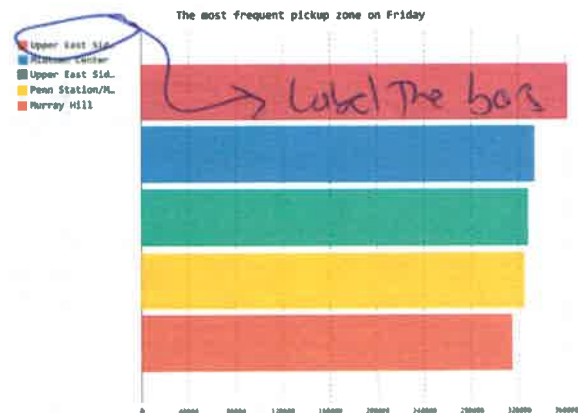 The most frequent pickup zone on Friday
Upper East Sid…
Midtown Center
Upper East Sid…
Penn Station/M…
Murray Hill
Label The bars
0 40000 80000 120000 160000 200000 240000 280000 320000 360000